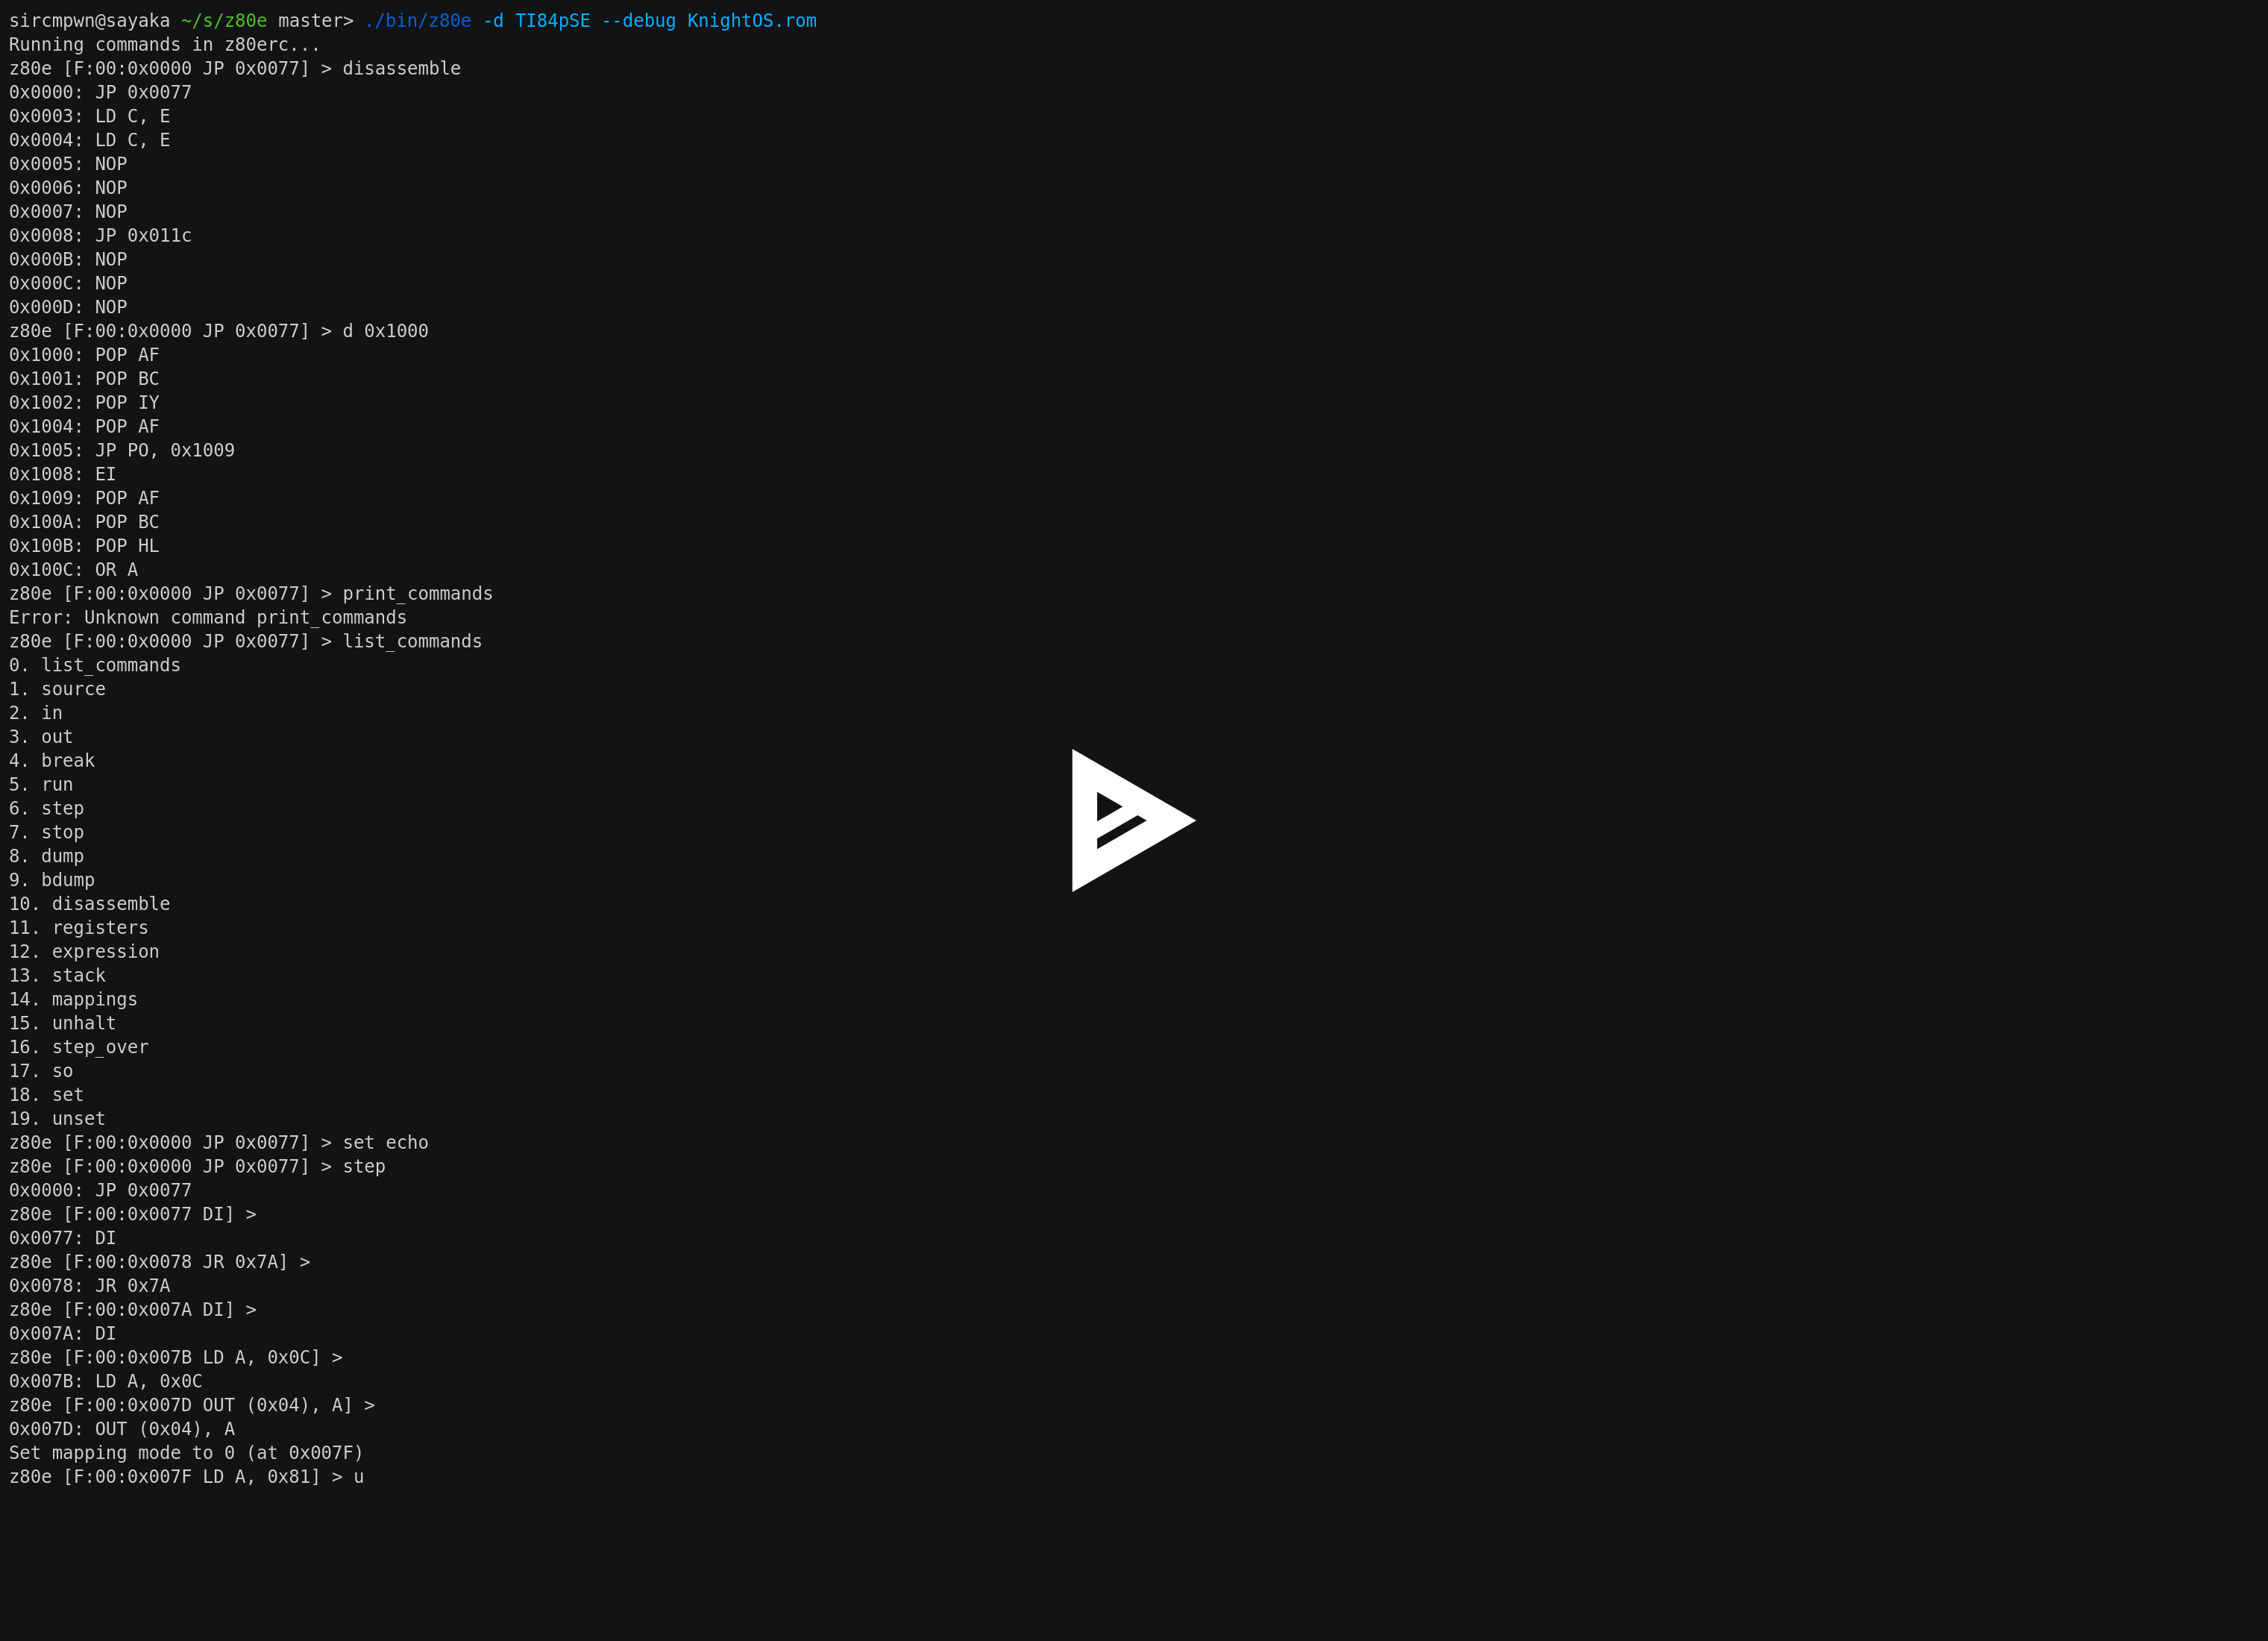 sircmpwn@sayaka ~/s/z80e master> ./bin/z80e -d TI84pSE --debug KnightOS.rom
Running commands in z80erc...
z80e [F:00:0x0000 JP 0x0077] > disassemble
0x0000: JP 0x0077
0x0003: LD C, E
0x0004: LD C, E
0x0005: NOP
0x0006: NOP
0x0007: NOP
0x0008: JP 0x011c
0x000B: NOP
0x000C: NOP
0x000D: NOP
z80e [F:00:0x0000 JP 0x0077] > d 0x1000
0x1000: POP AF
0x1001: POP BC
0x1002: POP IY
0x1004: POP AF
0x1005: JP PO, 0x1009
0x1008: EI
0x1009: POP AF
0x100A: POP BC
0x100B: POP HL
0x100C: OR A
z80e [F:00:0x0000 JP 0x0077] > print_commands
Error: Unknown command print_commands
z80e [F:00:0x0000 JP 0x0077] > list_commands
0. list_commands
1. source
2. in
3. out
4. break
5. run
6. step
7. stop
8. dump
9. bdump
10. disassemble
11. registers
12. expression
13. stack
14. mappings
15. unhalt
16. step_over
17. so
18. set
19. unset
z80e [F:00:0x0000 JP 0x0077] > set echo
z80e [F:00:0x0000 JP 0x0077] > step
0x0000: JP 0x0077
z80e [F:00:0x0077 DI] >
0x0077: DI
z80e [F:00:0x0078 JR 0x7A] >
0x0078: JR 0x7A
z80e [F:00:0x007A DI] >
0x007A: DI
z80e [F:00:0x007B LD A, 0x0C] >
0x007B: LD A, 0x0C
z80e [F:00:0x007D OUT (0x04), A] >
0x007D: OUT (0x04), A
Set mapping mode to 0 (at 0x007F)
z80e [F:00:0x007F LD A, 0x81] > u